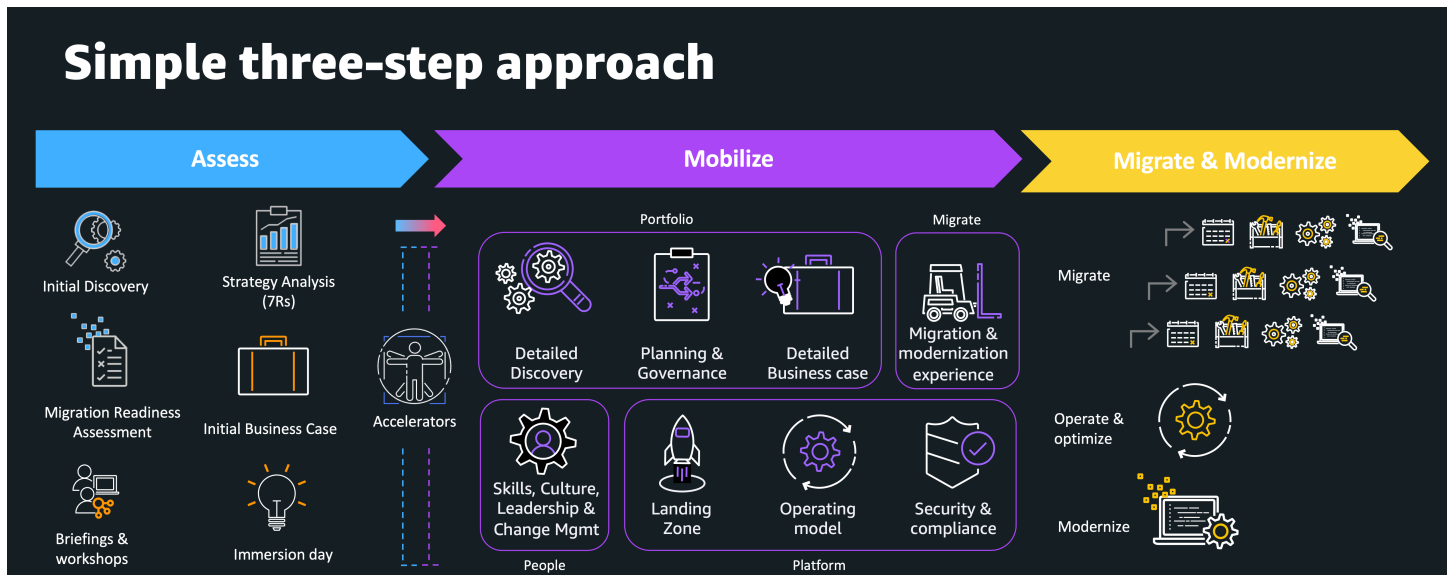 Simple three-step approach
Assess
Mobilize
Migrate & Modernize
Initial Discovery
Strategy Analysis
(7Rs)
Migration Readiness
Assessment
Initial Business Case
Briefings &
workshops
Immersion day
Accelerators
Portfolio
Detailed
Discovery
Planning &
Governance
Detailed
Business case
Migrate
Migration &
modernization
experience
Skills, Culture,
Leadership &
Change Mgmt
People
Landing
Zone
Operating
model
Security &
compliance
Platform
Migrate
Operate &
optimize
Modernize